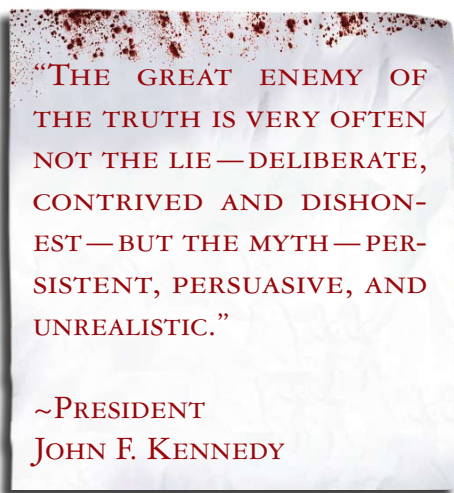 “The great enemy of
the truth is very often
not the lie—deliberate,
contrived and dishon-
est—but the myth—per-
sistent, persuasive, and
unrealistic.”
~President
John F. Kennedy